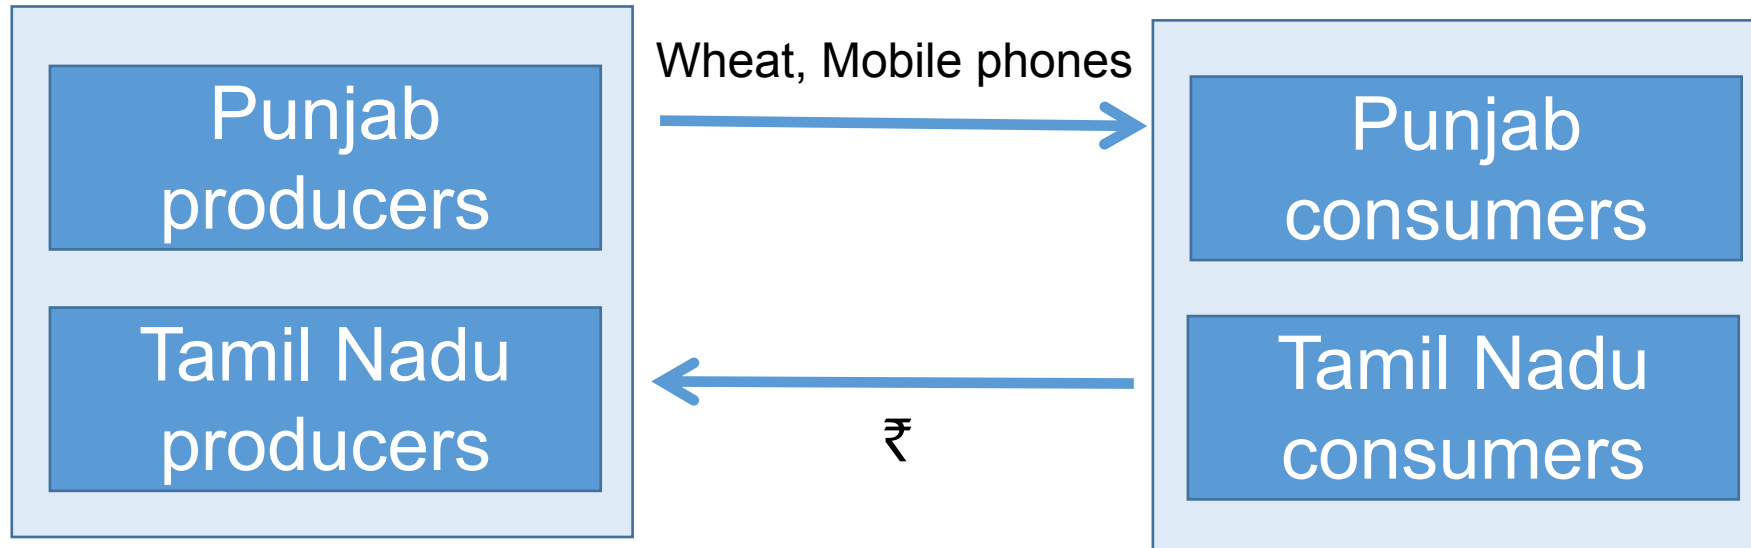 Punjab
producers
Tamil Nadu
producers
Wheat, Mobile phones
₹
Punjab
consumers
Tamil Nadu
consumers